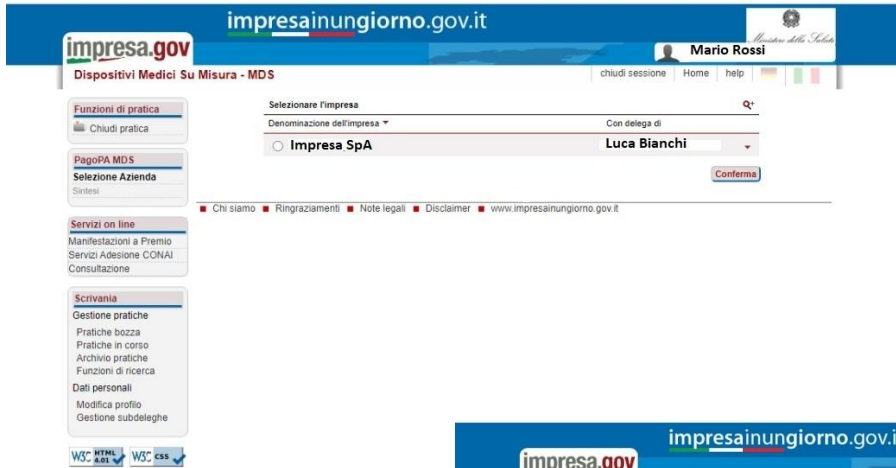 impresainungiorno.gov.it
Ministero della Salute
impresa.gov
Mario Rossi
Dispositivi Medici Su Misura - MDS
chiudi sessione Home help
Funzioni di pratica
Chiudi pratica
PagoPA MDS
Selezione Azienda
Sintesi
Servizi on line
Manifestazioni a Premio
Servizi Adesione CONAI
Consultazione
Scrivania
Gestione pratiche
Pratiche bozza
Pratiche in corso
Archivio pratiche
Funzioni di ricerca
Dati personali
Modifica profilo
Gestione subdeleghe
W3C HTML 4.01 W3C css
Selezionare l'impresa
Denominazione dell'impresa Con delega di
Impresa SpA Luca Bianchi
Conferma
Chi siamo Ringraziamenti Note legali Disclaimer www.impresainungiorno.gov.it
impresainungiorno.gov.i
impresa.gov